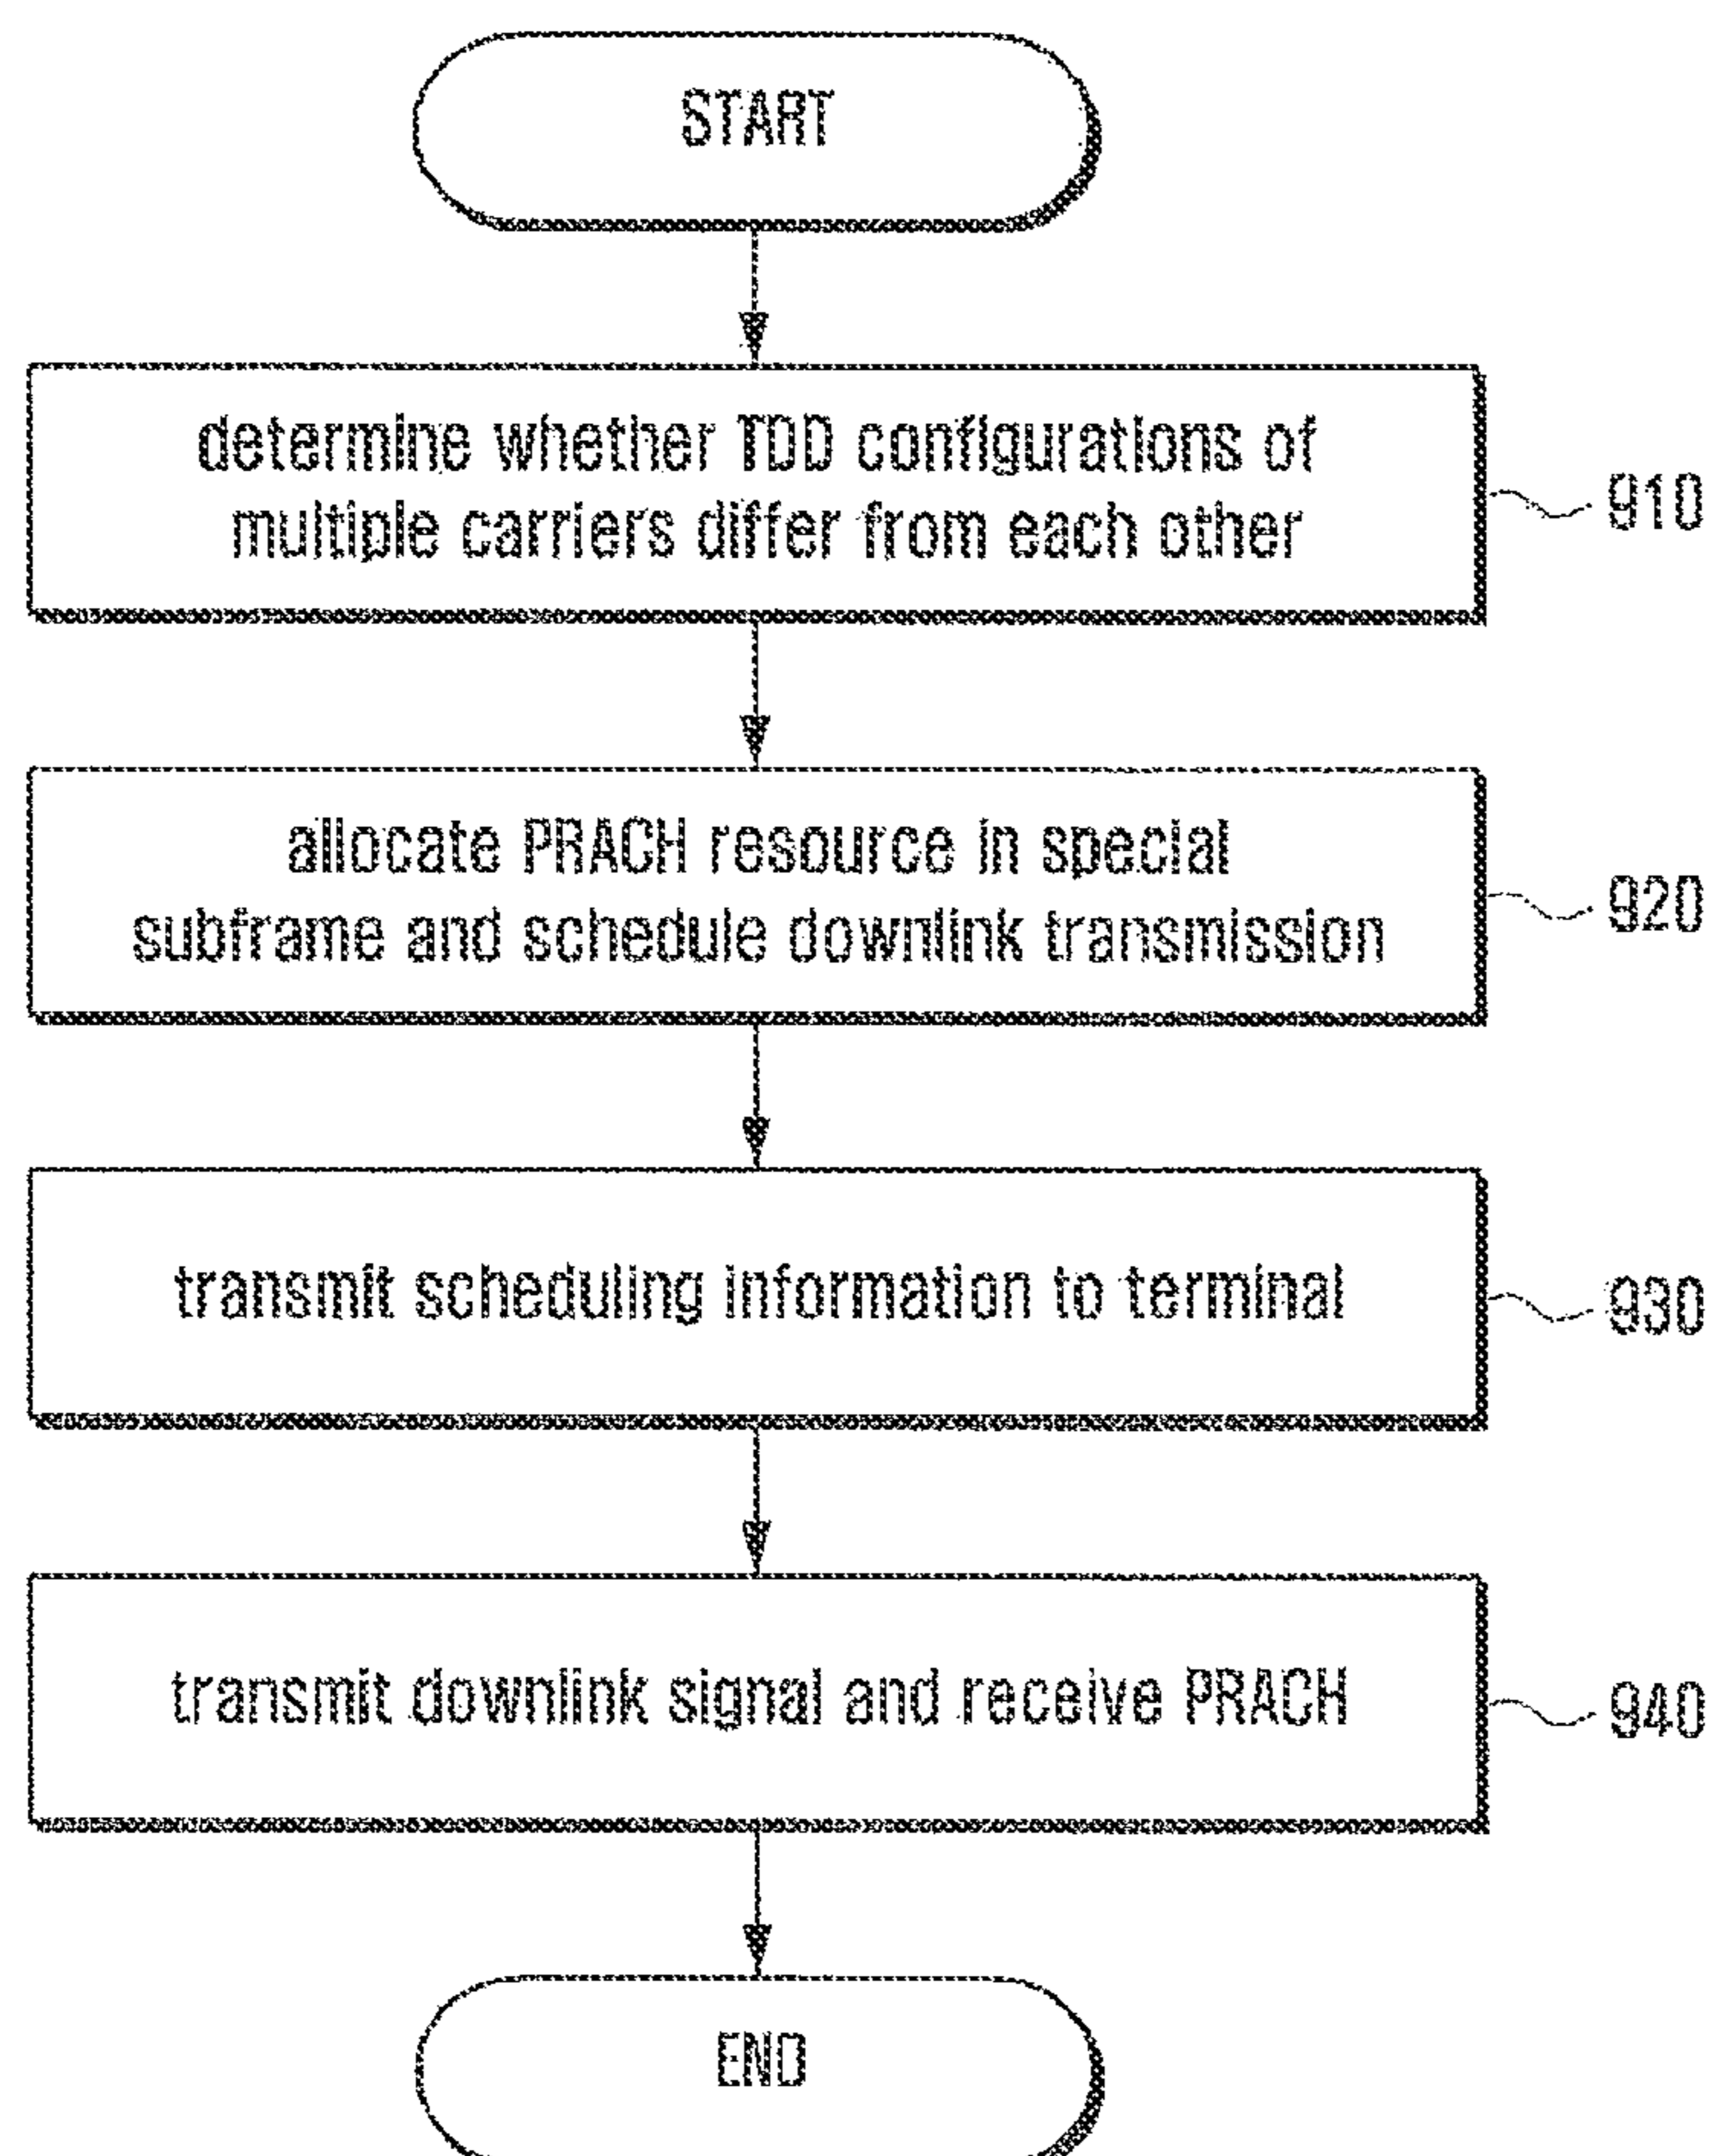 START
determine whether TDD configurations of
multiple carriers differ from each other
910
allocate PRACH resource in special
subframe and schedule downlink transmission
920
transmit scheduling information to terminal
930
transmit downlink signal and receive PRACH
940
END